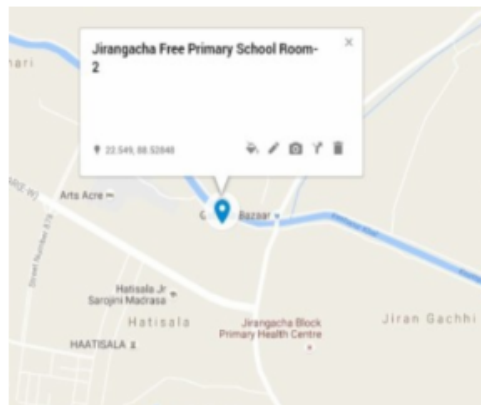 Jirangacha Free Primary School Room-
2
22.549, 88.52848
Arts Acre
Bazaar
Hatisala Jr
Sarojini Madrasa
Hatisala
HAATISALA
Jirangacha Block
Primary Health Centre
Jiran Gachhi